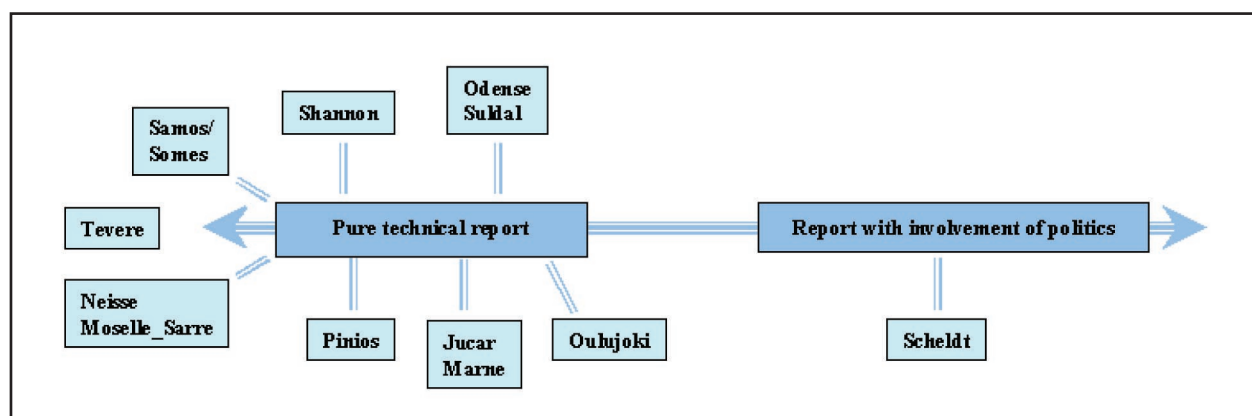 Odense
Suldal
Shannon
Samos/
Somes
Tevere
Pure technical report
Report with involvement of politics
Neisse
Moselle_Sarre
Pinios
Jucar
Marne
Oulujoki
Scheldt